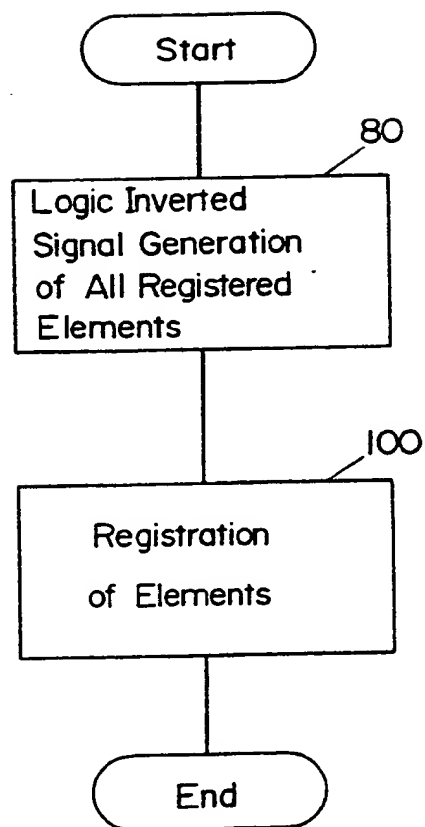 Start
80
Logic Inverted
Signal Generation
of All Registered
Elements
100
Registration
of Elements
End